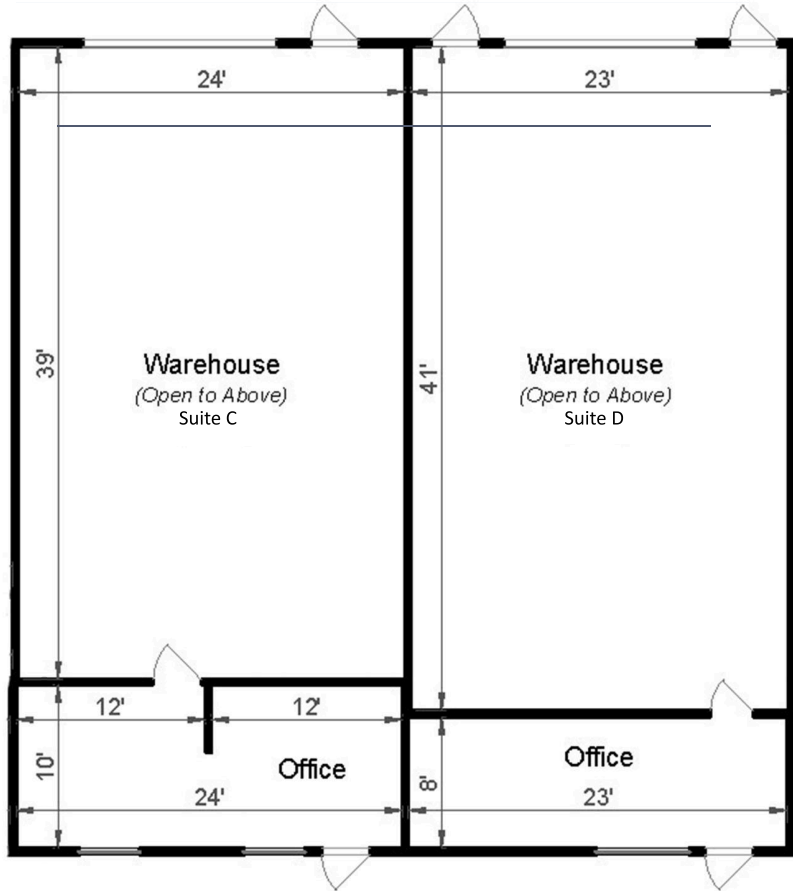 24'
23'
39'
41'
Warehouse
(Open to Above)
Suite C
Warehouse
(Open to Above)
Suite D
12'
12'
10'
Office
24'
Office
8'
23'